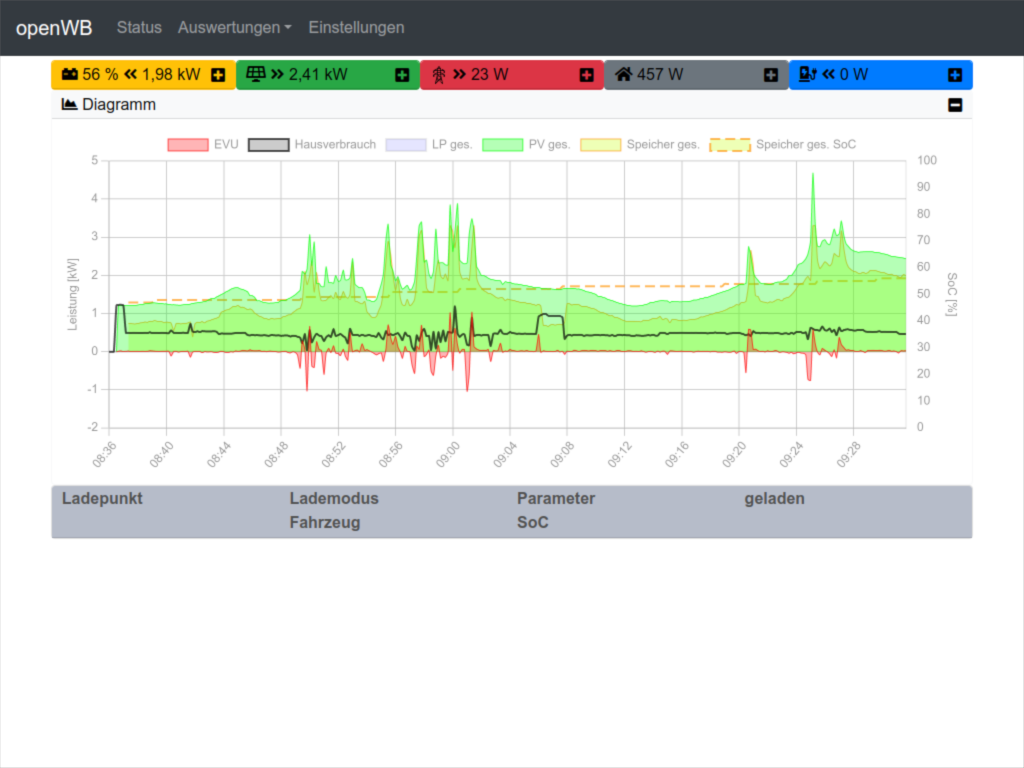 openWB Status Auswertungen Einstellungen
56 % 1,98 kW 2,41 kW 23 W 457 W 0 W
Diagramm
EVU Hausverbrauch LP ges. PV ges. Speicher ges. Speicher ges. SoC
5 100
90
4
80
3 70
60
2
50
1 40
30
0
20
-1
10
-2 0
Leistung [kW]
SoC [%]
08:36 08:40 08:44 08:48 08:52 08:56 09:00 09:04 09:08 09:12 09:16 09:20 09:24 09:28
Ladepunkt Lademodus Parameter geladen
Fahrzeug SoC